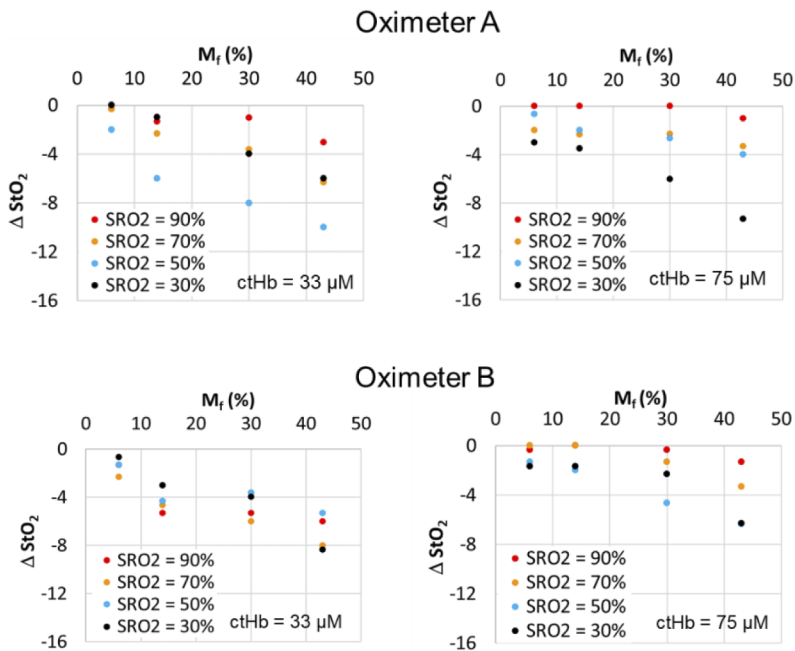 Oximeter A
Mf (%)
0 10 20 30 40 50
0
-4
-8
-12
-16
Δ StO2
SRO2 = 90%
SRO2 = 70%
SRO2 = 50%
SRO2 = 30%
ctHb = 33 µM
Mf (%)
0 10 20 30 40 50
0
-4
-8
-12
-16
Δ StO2
SRO2 = 90%
SRO2 = 70%
SRO2 = 50%
SRO2 = 30%
ctHb = 75 µM
Oximeter B
Mf (%)
0 10 20 30 40 50
0
-4
-8
-12
-16
Δ StO2
SRO2 = 90%
SRO2 = 70%
SRO2 = 50%
SRO2 = 30%
ctHb = 33 µM
Mf (%)
0 10 20 30 40 50
0
-4
-8
-12
-16
Δ StO2
SRO2 = 90%
SRO2 = 70%
SRO2 = 50%
SRO2 = 30%
ctHb = 75 µM